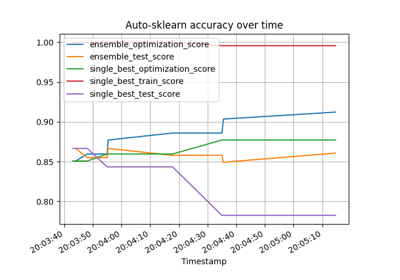 Auto-sklearn accuracy over time
1.00
0.95
0.90
0.85
0.80
ensemble_optimization_score
ensemble_test_score
single_best_optimization_score
single_best_train_score
single_best_test_score
20:03:40
20:03:50
20:04:00
20:04:10
20:04:20
20:04:30
20:04:40
20:04:50
20:05:00
20:05:10
Timestamp